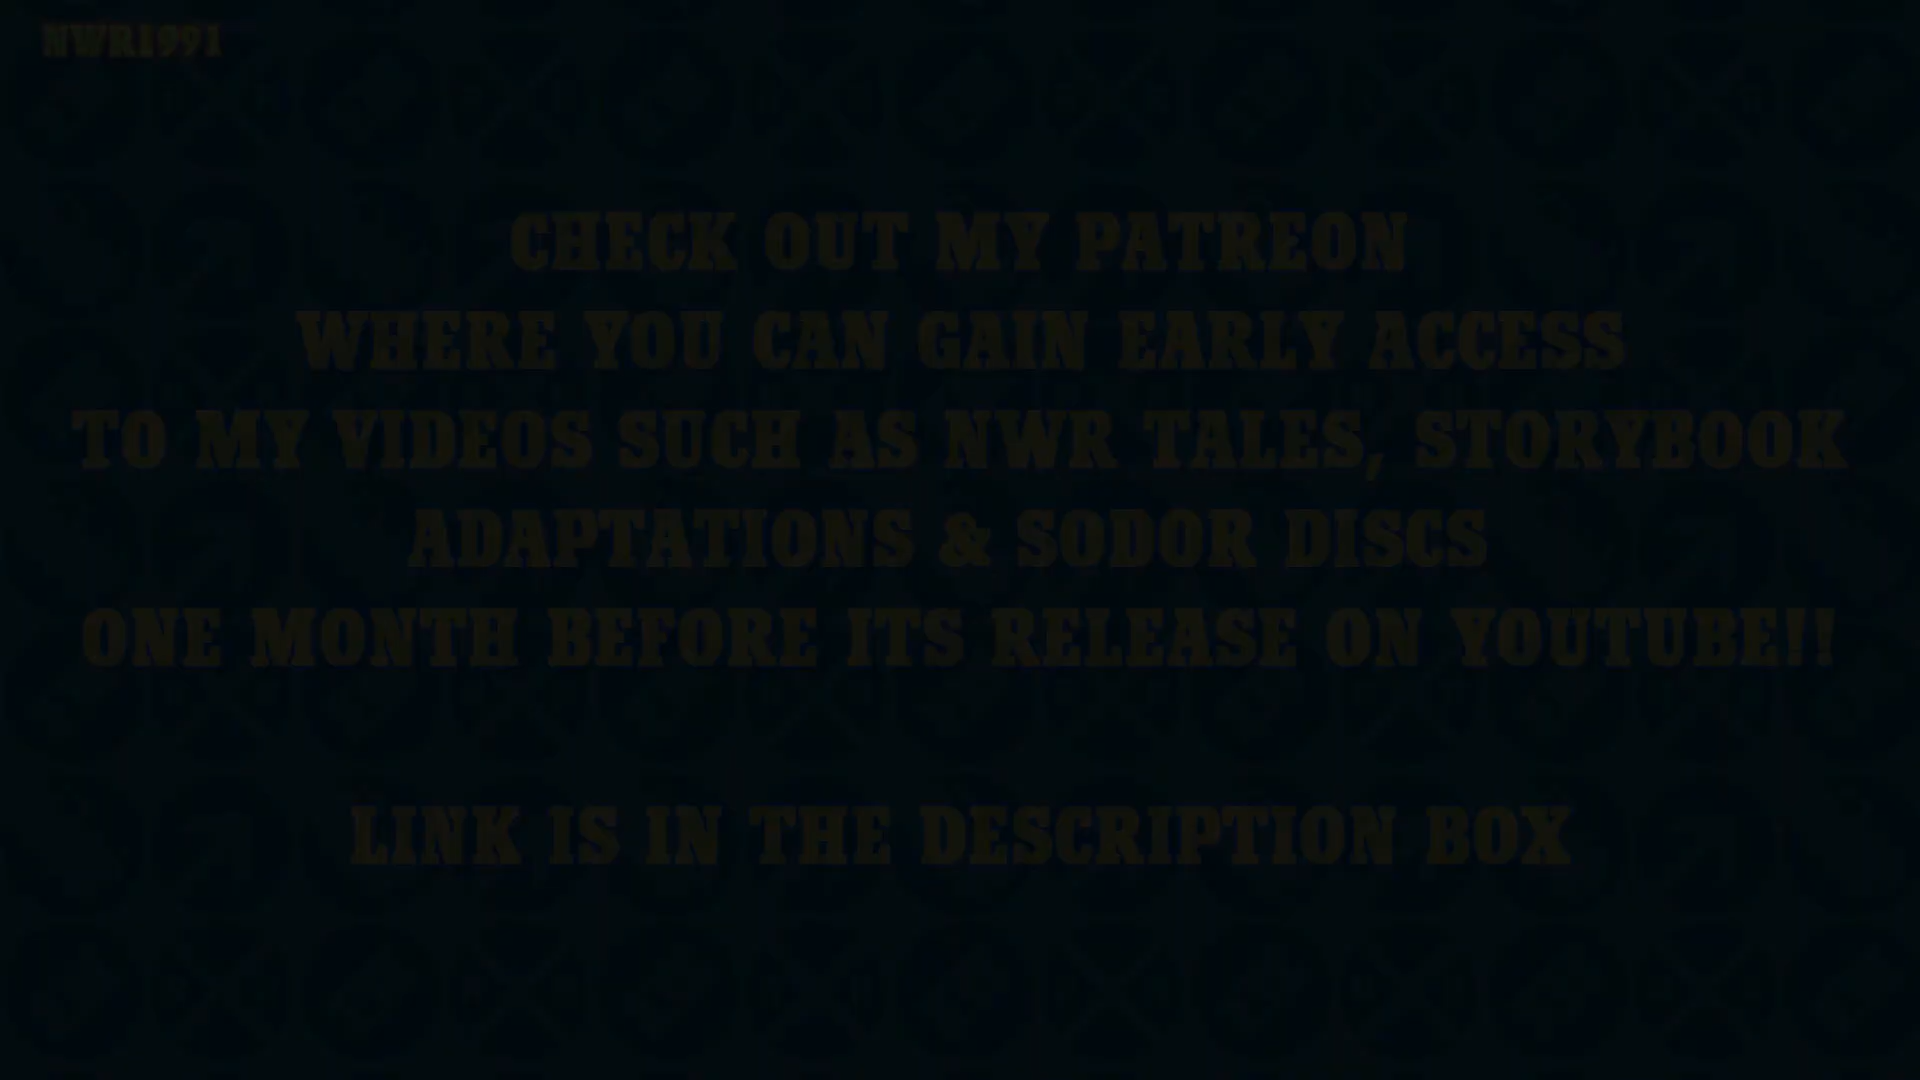 NWR1991
CHECK OUT MY PATREON
WHERE YOU CAN GAIN EARLY ACCESS
TO MY VIDEOS SUCH AS NWR TALES, STORYBOOK
ADAPTATIONS & SODOR DISCS
ONE MONTH BEFORE ITS RELEASE ON YOUTUBE!!
LINK IS IN THE DESCRIPTION BOX